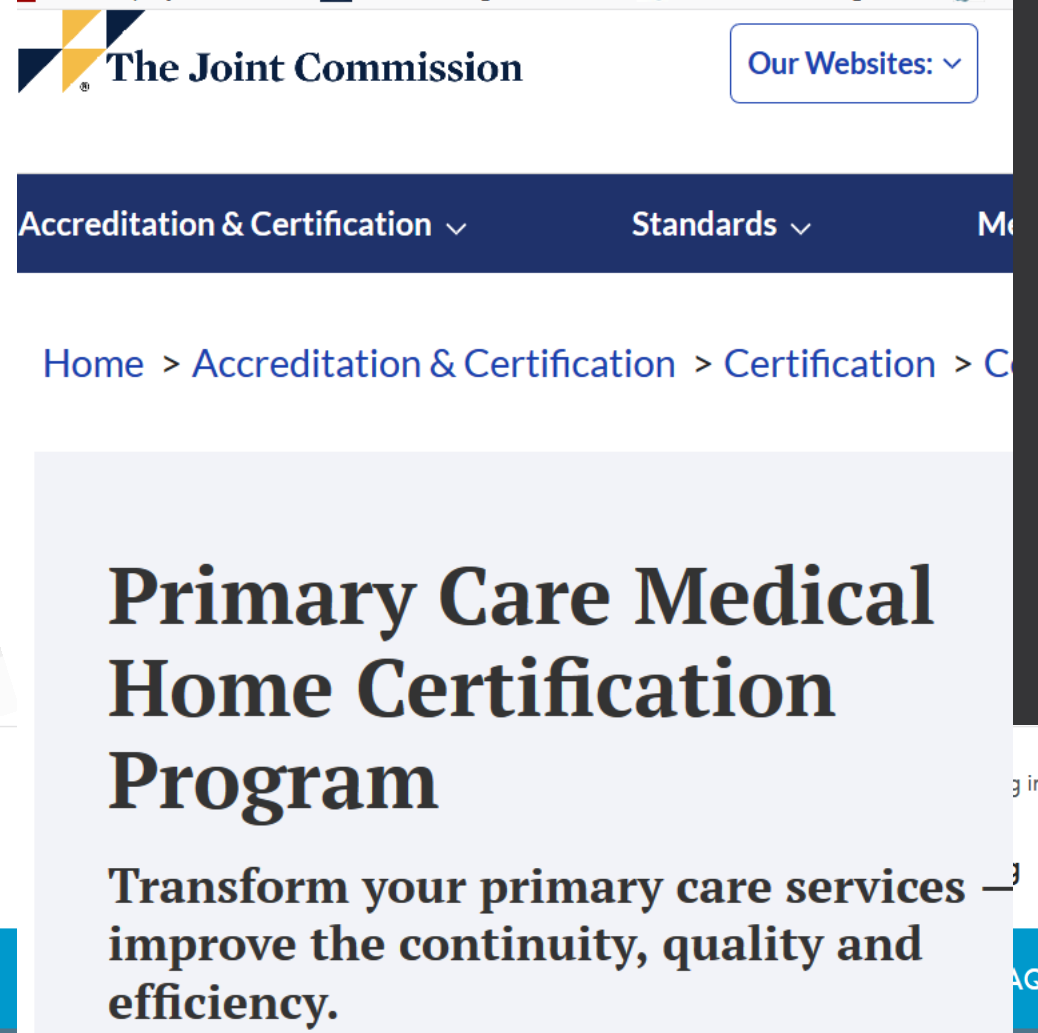 The Joint Commission
®
Our Websites:
Accreditation & Certification
Standards
Home > Accreditation & Certification > Certification >
Primary Care Medical
Home Certification
Program
Transform your primary care services —
improve the continuity, quality and
efficiency.